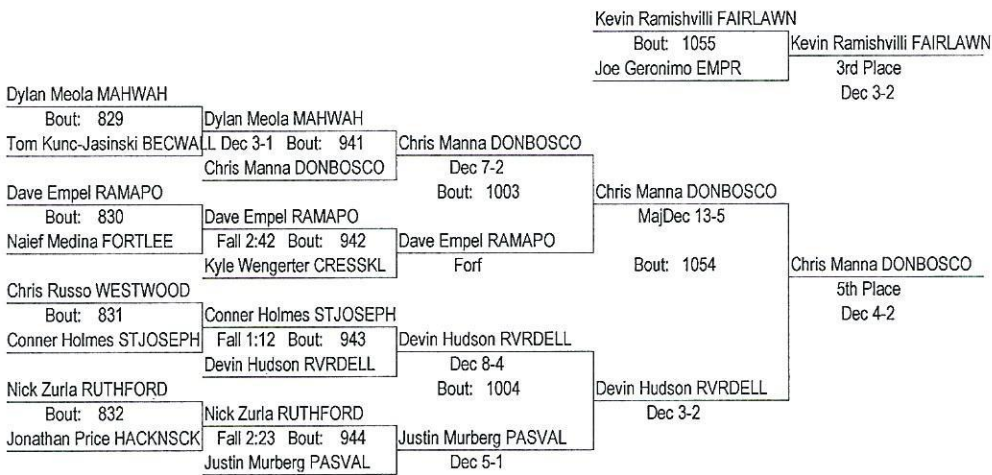 Kevin Ramishvilli FAIRLAWN
Bout: 1055
Kevin Ramishvilli FAIRLAWN
Joe Geronimo EMPR
3rd Place
Dec 3-2
Dylan Meola MAHWAH
Bout: 829
Dylan Meola MAHWAH
Tom Kunc-Jasinski BECWALL
Dec 3-1 Bout: 941
Chris Manna DONBOSCO
Chris Manna DONBOSCO
Dec 7-2
Bout: 1003
Dave Empel RAMAPO
Bout: 830
Dave Empel RAMAPO
Naief Medina FORTLEE
Fall 2:42 Bout: 942
Dave Empel RAMAPO
Kyle Wengerter CRESSKL
Forf
Chris Manna DONBOSCO
MajDec 13-5
Bout: 1054
Chris Manna DONBOSCO
5th Place
Dec 4-2
Chris Russo WESTWOOD
Bout: 831
Conner Holmes STJOSEPH
Conner Holmes STJOSEPH
Fall 1:12 Bout: 943
Devin Hudson RVRDELL
Devin Hudson RVRDELL
Dec 8-4
Bout: 1004
Nick Zurla RUTHFORD
Bout: 832
Nick Zurla RUTHFORD
Jonathan Price HACKNSCK
Fall 2:23 Bout: 944
Justin Murberg PASVAL
Justin Murberg PASVAL
Dec 5-1
Devin Hudson RVRDELL
Dec 3-2